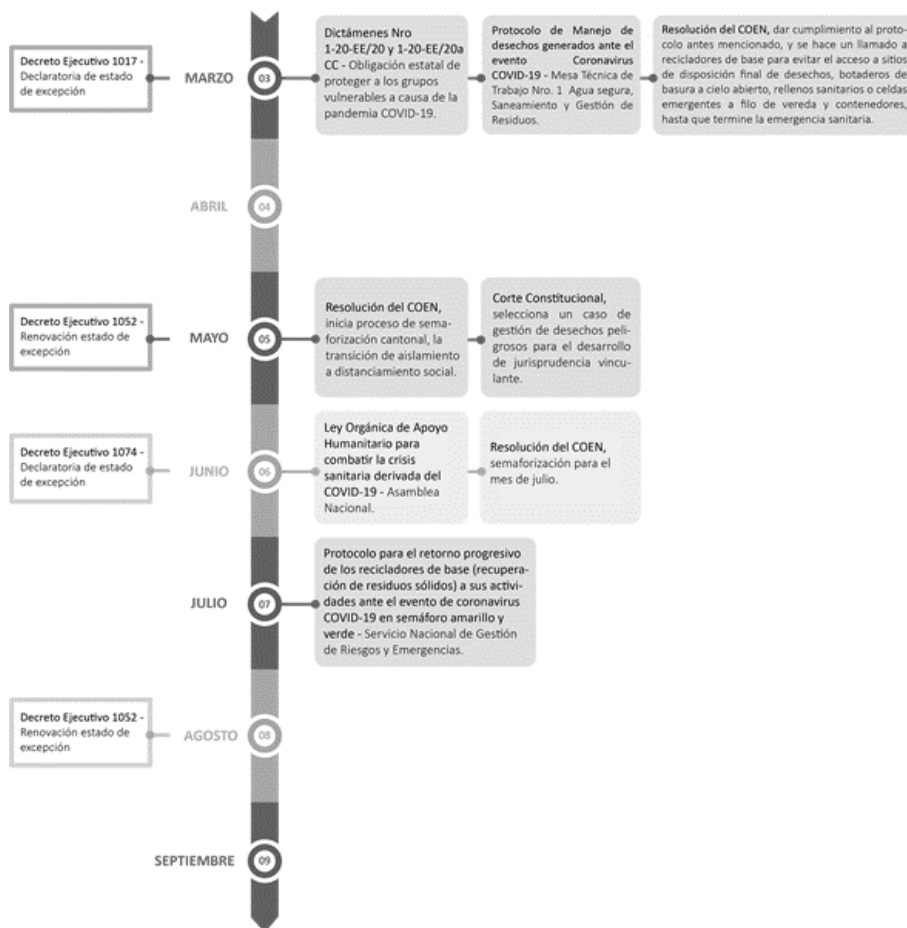 Decreto Ejecutivo 1017 -
Declaratoria de estado
de excepción
MARZO
03
Dictámenes Nro
1-20-EE/20 y 1-20-EE/20a
CC - Obligación estatal de
proteger a los grupos
vulnerables a causa de la
pandemia COVID-19.
Protocolo de Manejo de
desechos generados ante el
evento Coronavirus
COVID-19 - Mesa Técnica de
Trabajo Nro. 1 Agua segura,
Saneamiento y Gestión de
Residuos.
Resolución del COEN, dar cumplimiento al proto-
colo antes mencionado, y se hace un llamado a
recicladores de base para evitar el acceso a sitios
de disposición final de desechos, botaderos de
basura a cielo abierto, rellenos sanitarios o celdas
emergentes a filo de vereda y contenedores,
hasta que termine la emergencia sanitaria.
ABRIL
04
Decreto Ejecutivo 1052 -
Renovación estado de
excepción
MAYO
05
Resolución del COEN,
inicia proceso de sema-
forización cantonal, la
transición de aislamiento
a distanciamiento social.
Corte Constitucional,
selecciona un caso de
gestión de desechos peli-
grosos para el desarrollo
de jurisprudencia vincu-
lante.
Decreto Ejecutivo 1074 -
Declaratoria de estado
de excepción
JUNIO
06
Ley Orgánica de Apoyo
Humanitario para
combatir la crisis
sanitaria derivada del
COVID-19 - Asamblea
Nacional.
Resolución del COEN,
semaforización para el
mes de julio.
JULIO
07
Protocolo para el retorno progresivo
de los recicladores de base (recupera-
ción de residuos sólidos) a sus activi-
dades ante el evento de coronavirus
COVID-19 en semáforo amarillo y
verde - Servicio Nacional de Gestión
de Riesgos y Emergencias.
Decreto Ejecutivo 1052 -
Renovación estado de
excepción
AGOSTO
08
SEPTIEMBRE
09